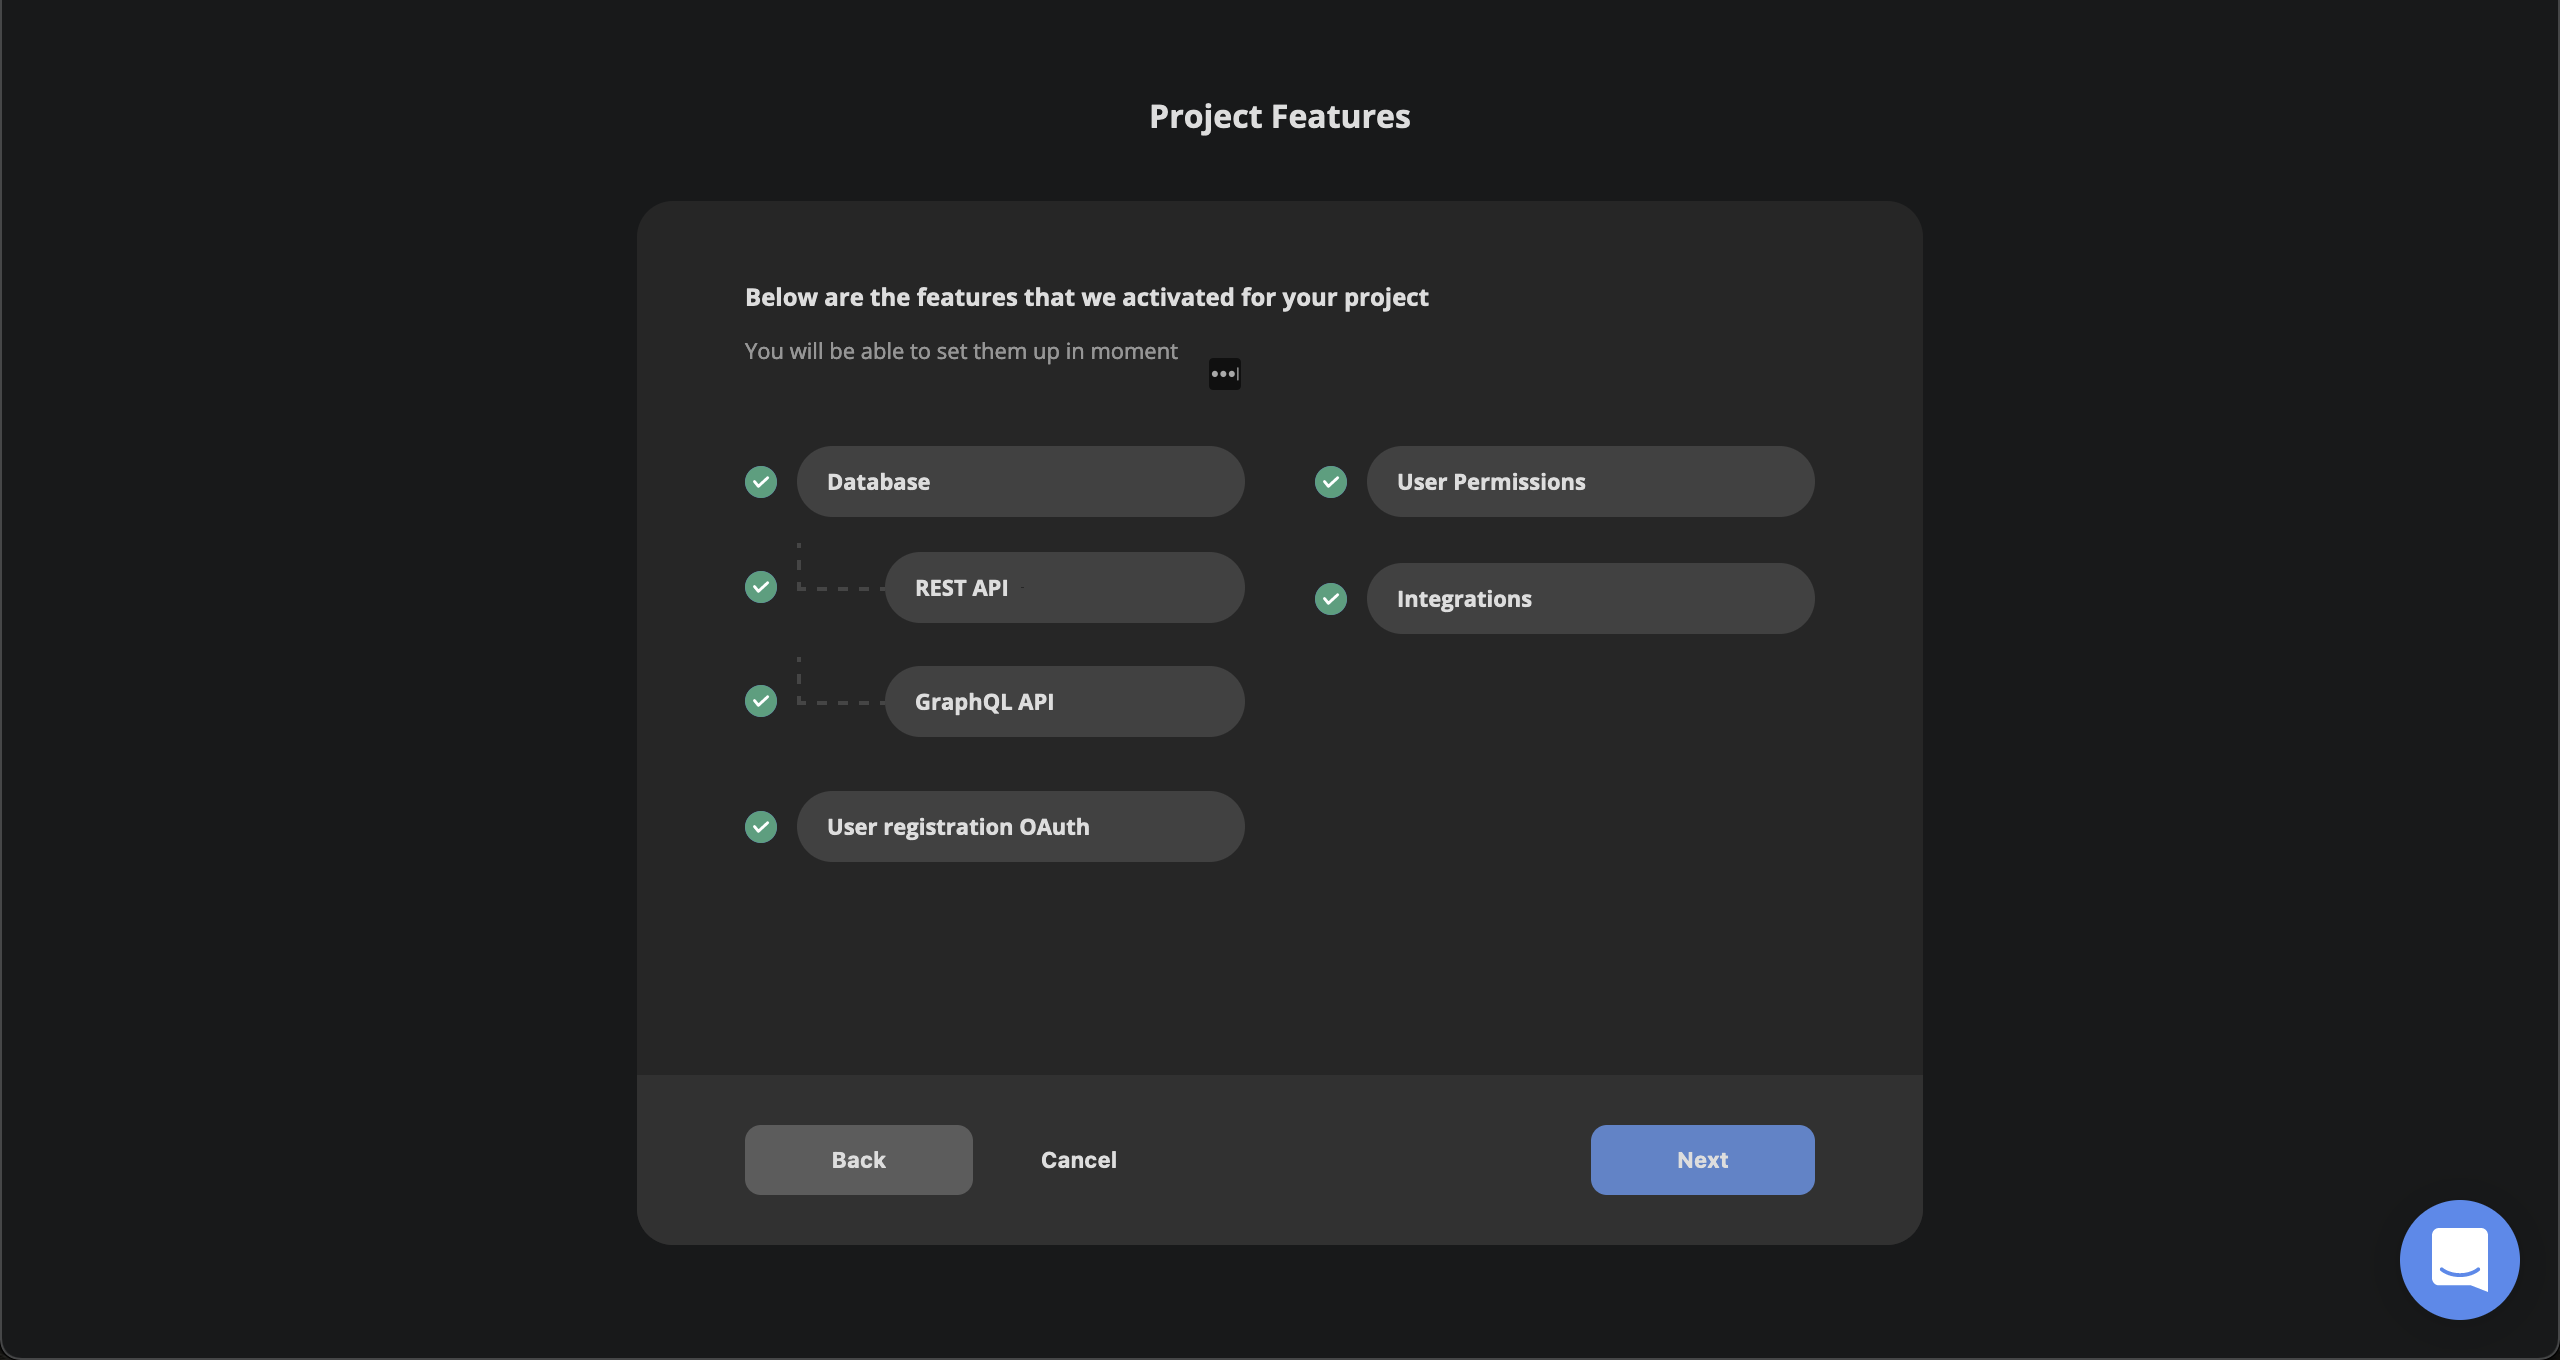 Project Features
Below are the features that we activated for your project
You will be able to set them up in moment
Database
REST API
GraphQL API
User registration OAuth
User Permissions
Integrations
Back
Cancel
Next